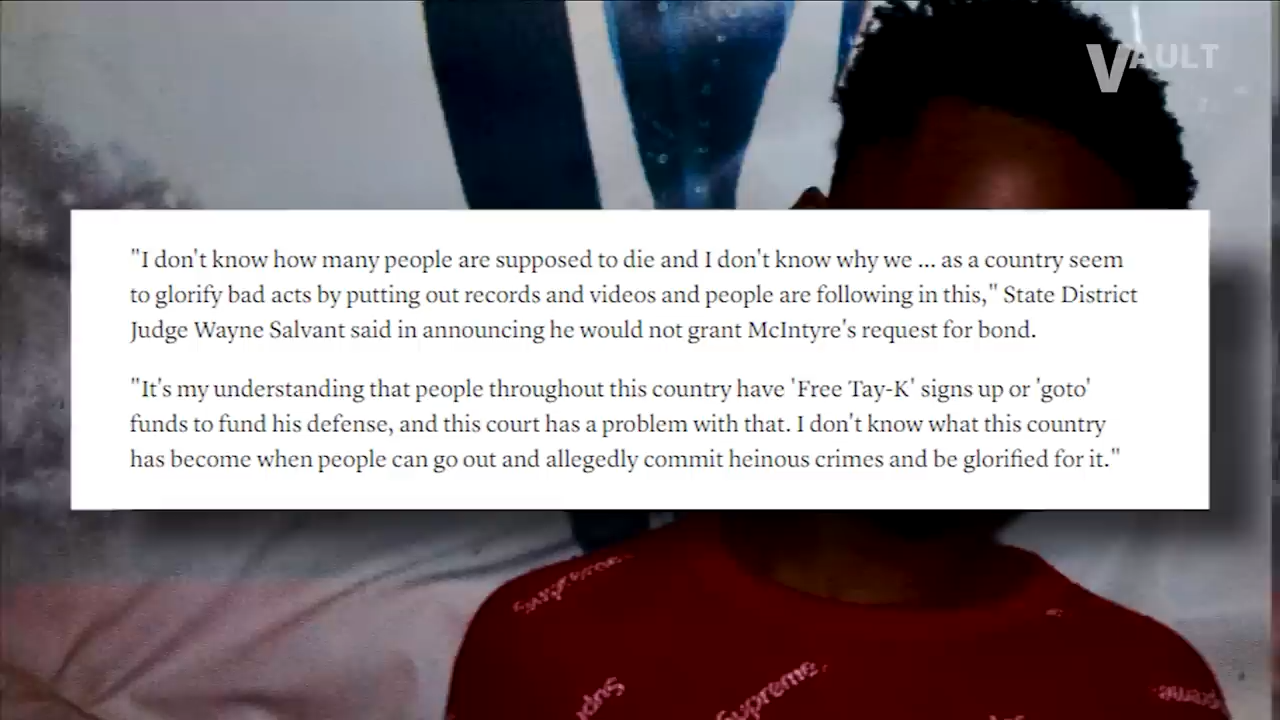 VAULT
"I don't know how many people are supposed to die and I don't know why we ... as a country seem
to glorify bad acts by putting out records and videos and people are following in this," State District
Judge Wayne Salvant said in announcing he would not grant McIntyre's request for bond.
"It's my understanding that people throughout this country have 'Free Tay-K' signs up or 'goto'
funds to fund his defense, and this court has a problem with that. I don't know what this country
has become when people can go out and allegedly commit heinous crimes and be glorified for it."
Supreme
Supreme